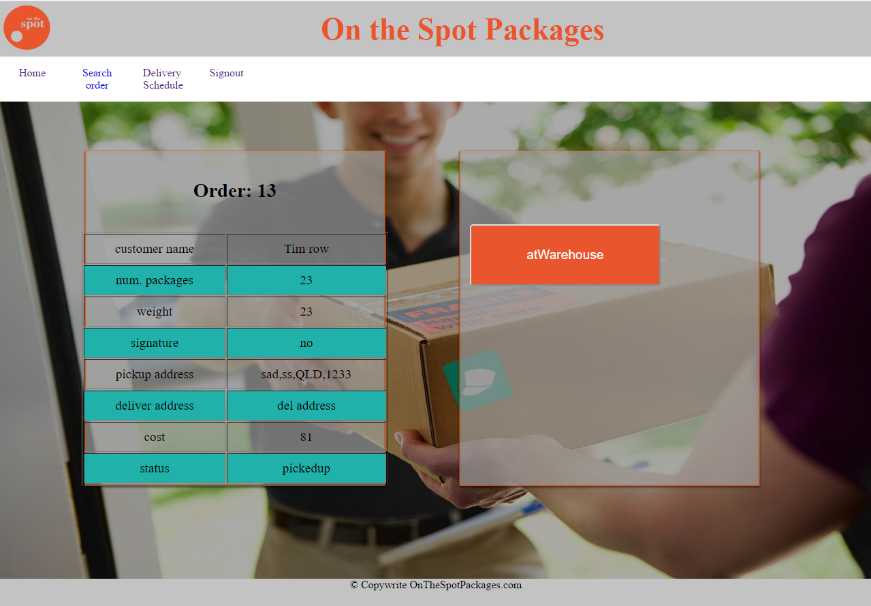 on the
spot
On the Spot Packages
Home
Search
order
Delivery
Schedule
Signout
Order: 13
customer name Tim row
num. packages 23
weight 23
signature no
pickup address sad,ss,QLD,1233
deliver address del address
cost 81
status pickedup
atWarehouse
FRAGILE
© Copywrite OnTheSpotPackages.com